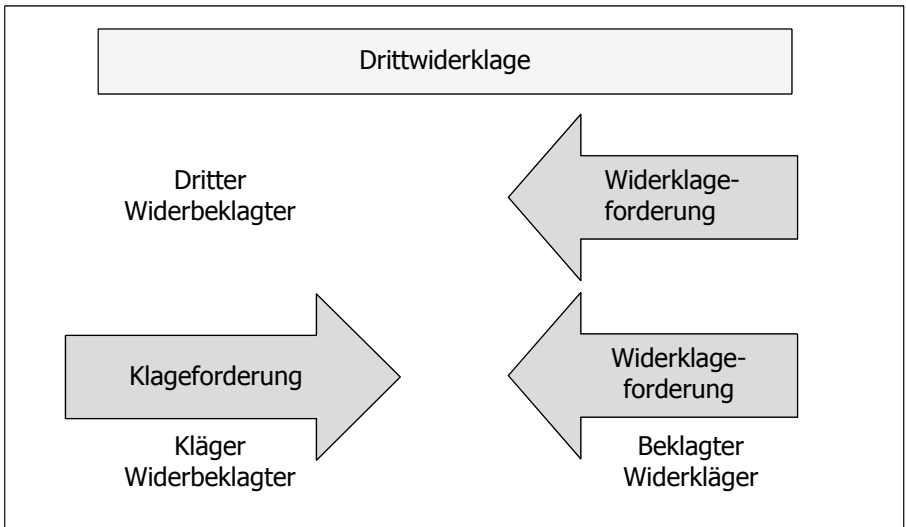 Drittwiderklage
Dritter
Widerbeklagter
Widerklage-
forderung
Klageforderung
Widerklage-
forderung
Kläger
Widerbeklagter
Beklagter
Widerkläger